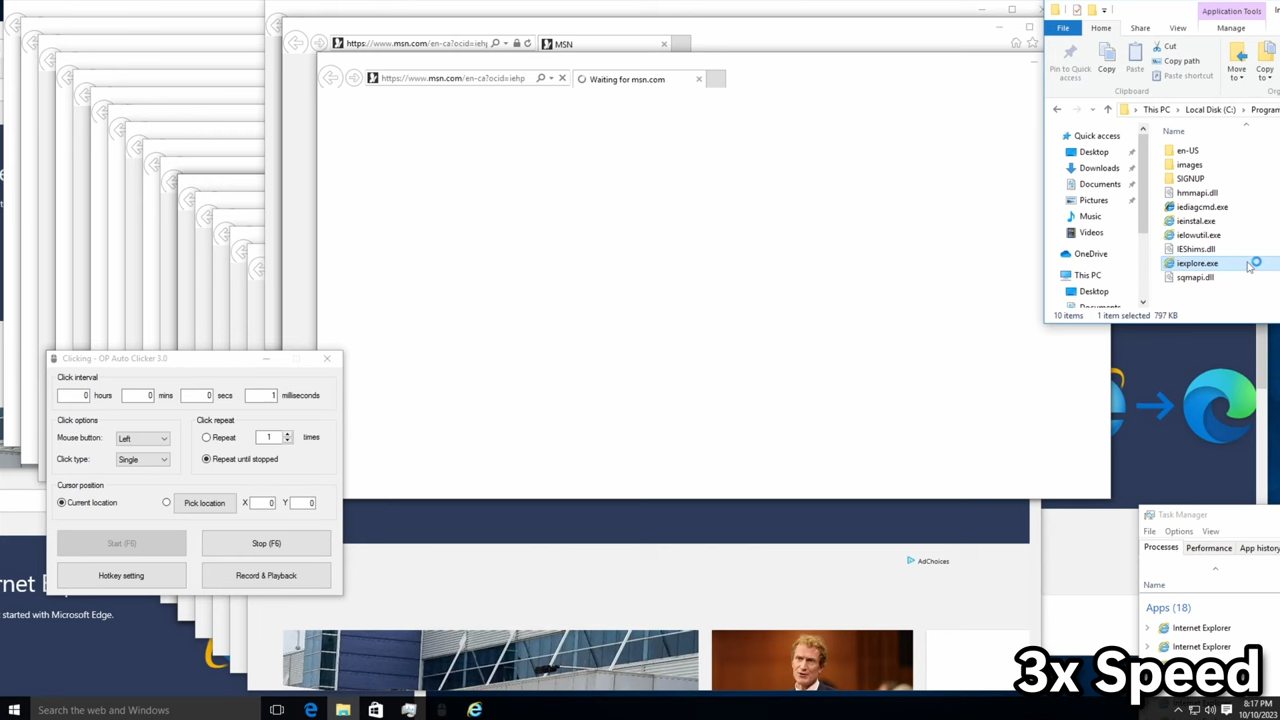 https://www.msn.com/en-ca?ocid=iehp
MSN
https://www.msn.com/en-ca?ocid=iehp
Waiting for msn.com
Application Tools
File
Home
Share
View
Manage
Pin to Quick
access
Copy
Paste
Cut
Copy path
Paste shortcut
Move
to
Copy
to
Clipboard
This PC
Local Disk (C:)
Program
Name
Quick access
Desktop
Downloads
Documents
Pictures
Music
Videos
OneDrive
This PC
Desktop
Documents
en-US
images
SIGNUP
hmmapi.dll
iediagcmd.exe
ieinstal.exe
ielowutil.exe
IEShims.dll
iexplore.exe
sqmapi.dll
10 items
1 item selected 797 KB
Clicking - OP Auto Clicker 3.0
Click interval
0 hours 0 mins 0 secs 1 milliseconds
Click options
Mouse button: Left
Click type: Single
Click repeat
Repeat 1 times
Repeat until stopped
Cursor position
Current location
Pick location
X 0 Y 0
Start (F6)
Stop (F6)
Hotkey setting
Record & Playback
started with Microsoft Edge.
AdChoices
Task Manager
File Options View
Processes Performance App history
Name
Apps (18)
Internet Explorer
Internet Explorer
3x Speed
Search the web and Windows
8:17 PM
10/10/2023